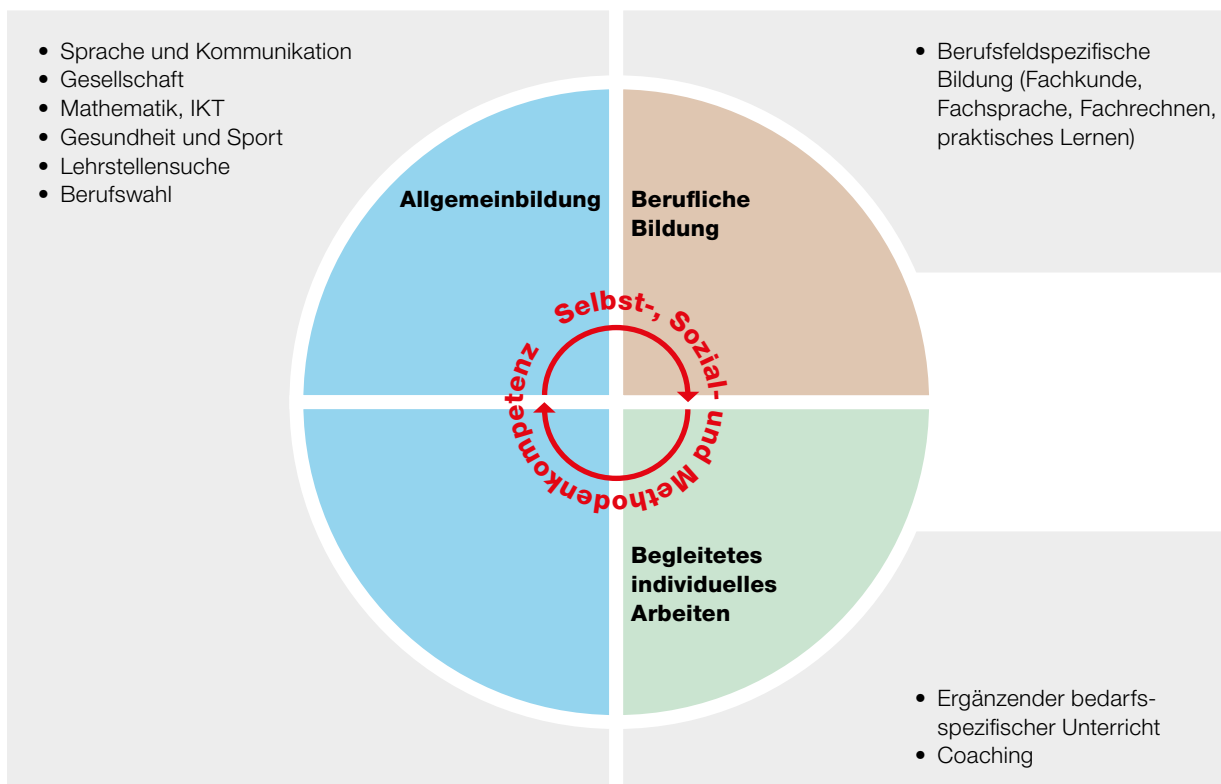 • Sprache und Kommunikation
• Gesellschaft
• Mathematik, IKT
• Gesundheit und Sport
• Lehrstellensuche
• Berufswahl
• Berufsfeldspezifische
Bildung (Fachkunde,
Fachsprache, Fachrechnen,
praktisches Lernen)
Allgemeinbildung
Berufliche
Bildung
Selbst-, Sozial- und Methodenkompetenz
Begleitetes
individuelles
Arbeiten
• Ergänzender bedarfs-
spezifischer Unterricht
• Coaching